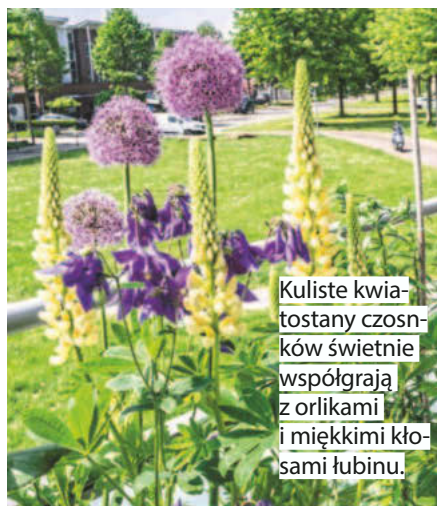 Kuliste kwia-
tostany czosn-
ków świetnie
współgrają
z orlikami
i miękkimi kło-
sami łubinu.